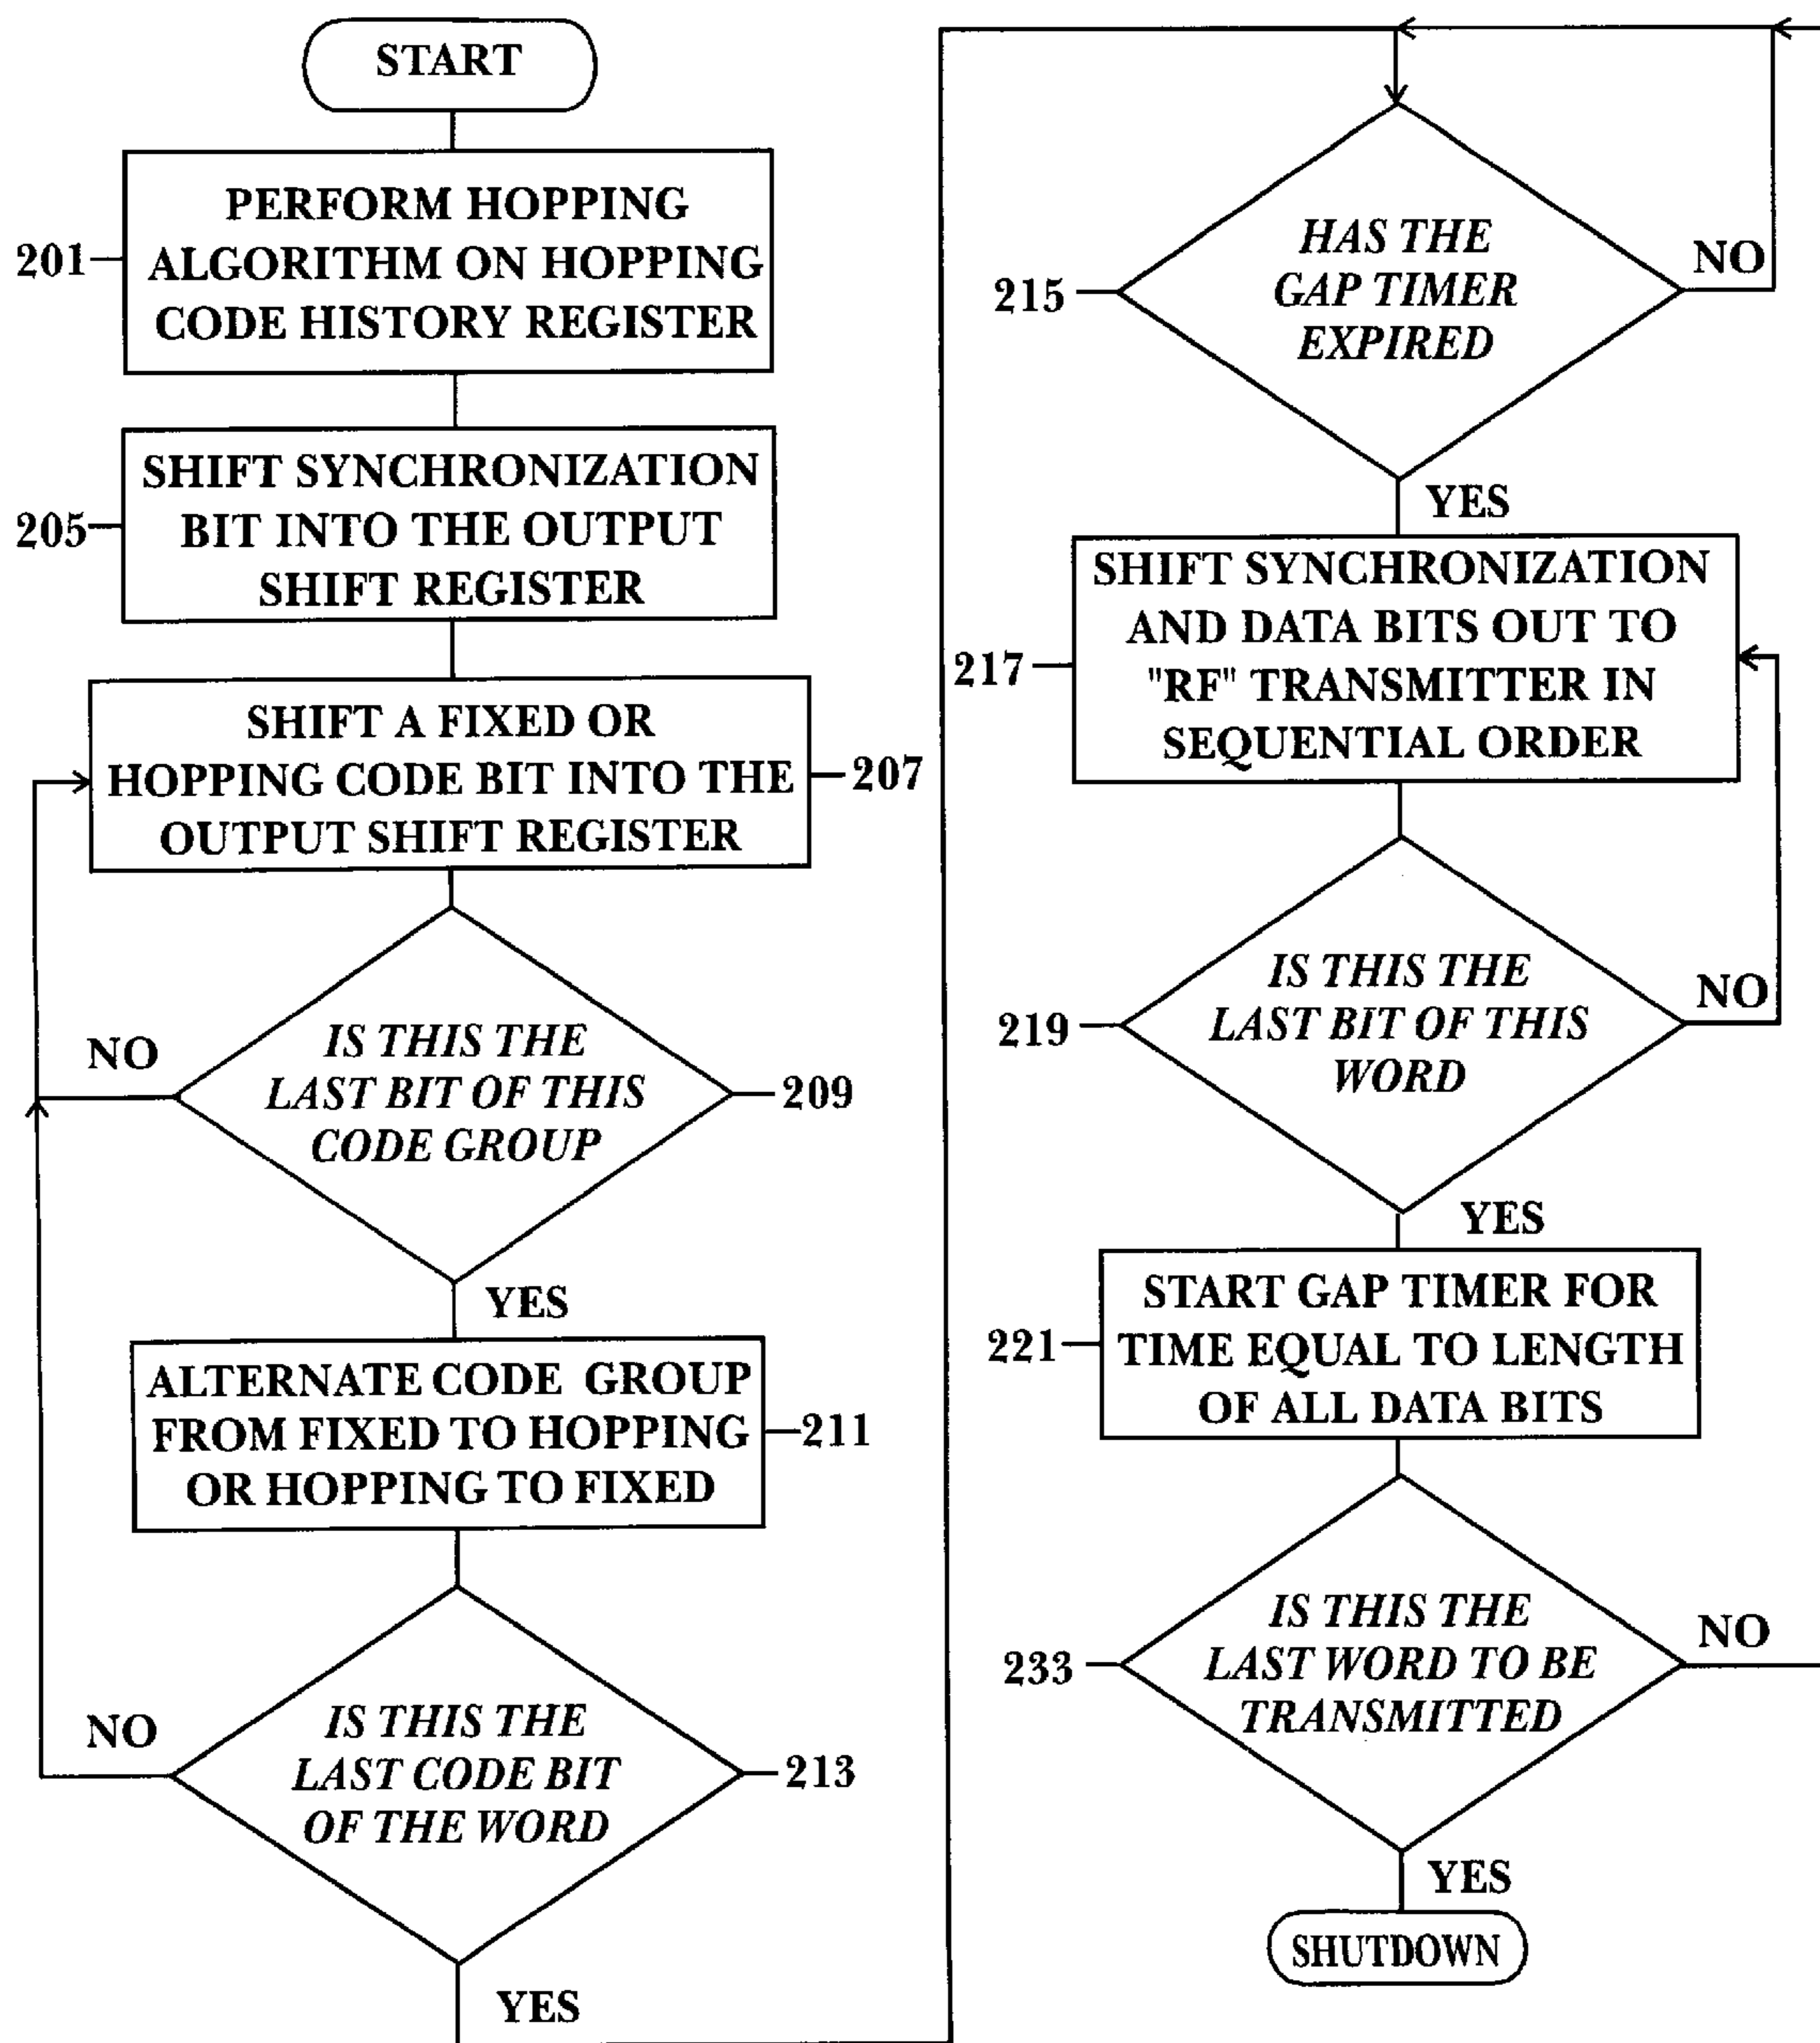 START
PERFORM HOPPING
ALGORITHM ON HOPPING
CODE HISTORY REGISTER
201
SHIFT SYNCHRONIZATION
BIT INTO THE OUTPUT
SHIFT REGISTER
205
SHIFT A FIXED OR
HOPPING CODE BIT INTO THE
OUTPUT SHIFT REGISTER
207
IS THIS THE
LAST BIT OF THIS
CODE GROUP
209
NO
YES
ALTERNATE CODE GROUP
FROM FIXED TO HOPPING
OR HOPPING TO FIXED
211
IS THIS THE
LAST CODE BIT
OF THE WORD
213
NO
YES
HAS THE
GAP TIMER
EXPIRED
215
NO
YES
SHIFT SYNCHRONIZATION
AND DATA BITS OUT TO
"RF" TRANSMITTER IN
SEQUENTIAL ORDER
217
IS THIS THE
LAST BIT OF THIS
WORD
219
NO
YES
START GAP TIMER FOR
TIME EQUAL TO LENGTH
OF ALL DATA BITS
221
IS THIS THE
LAST WORD TO BE
TRANSMITTED
233
NO
YES
SHUTDOWN